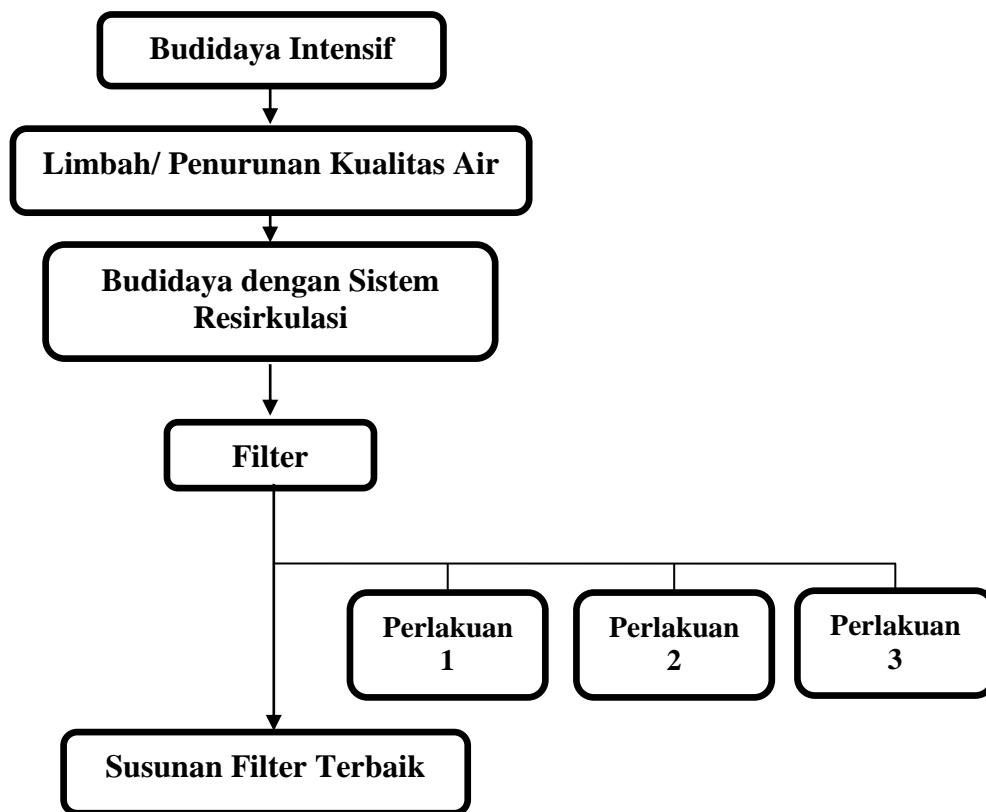 Budidaya Intensif
Limbah/ Penurunan Kualitas Air
Budidaya dengan Sistem
Resirkulasi
Filter
Perlakuan
1
Perlakuan
2
Perlakuan
3
Susunan Filter Terbaik